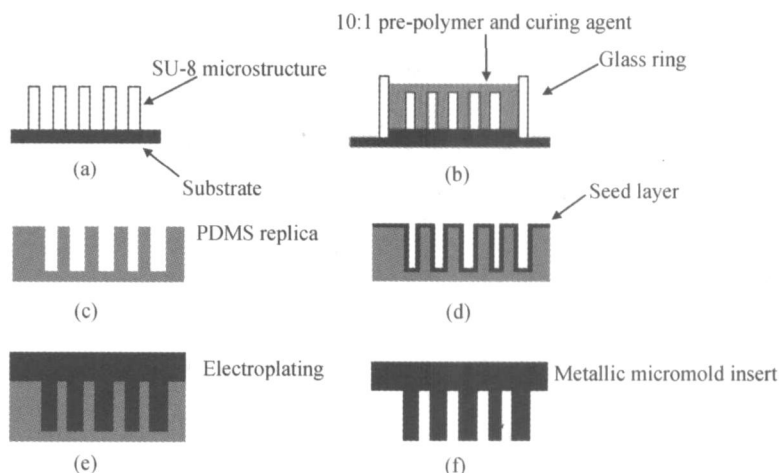 10:1 pre-polymer and curing agent
SU-8 microstructure
Glass ring
(a)
(b)
Substrate
Seed layer
PDMS replica
(c)
(d)
Electroplating
Metallic micromold insert
(e)
(f)